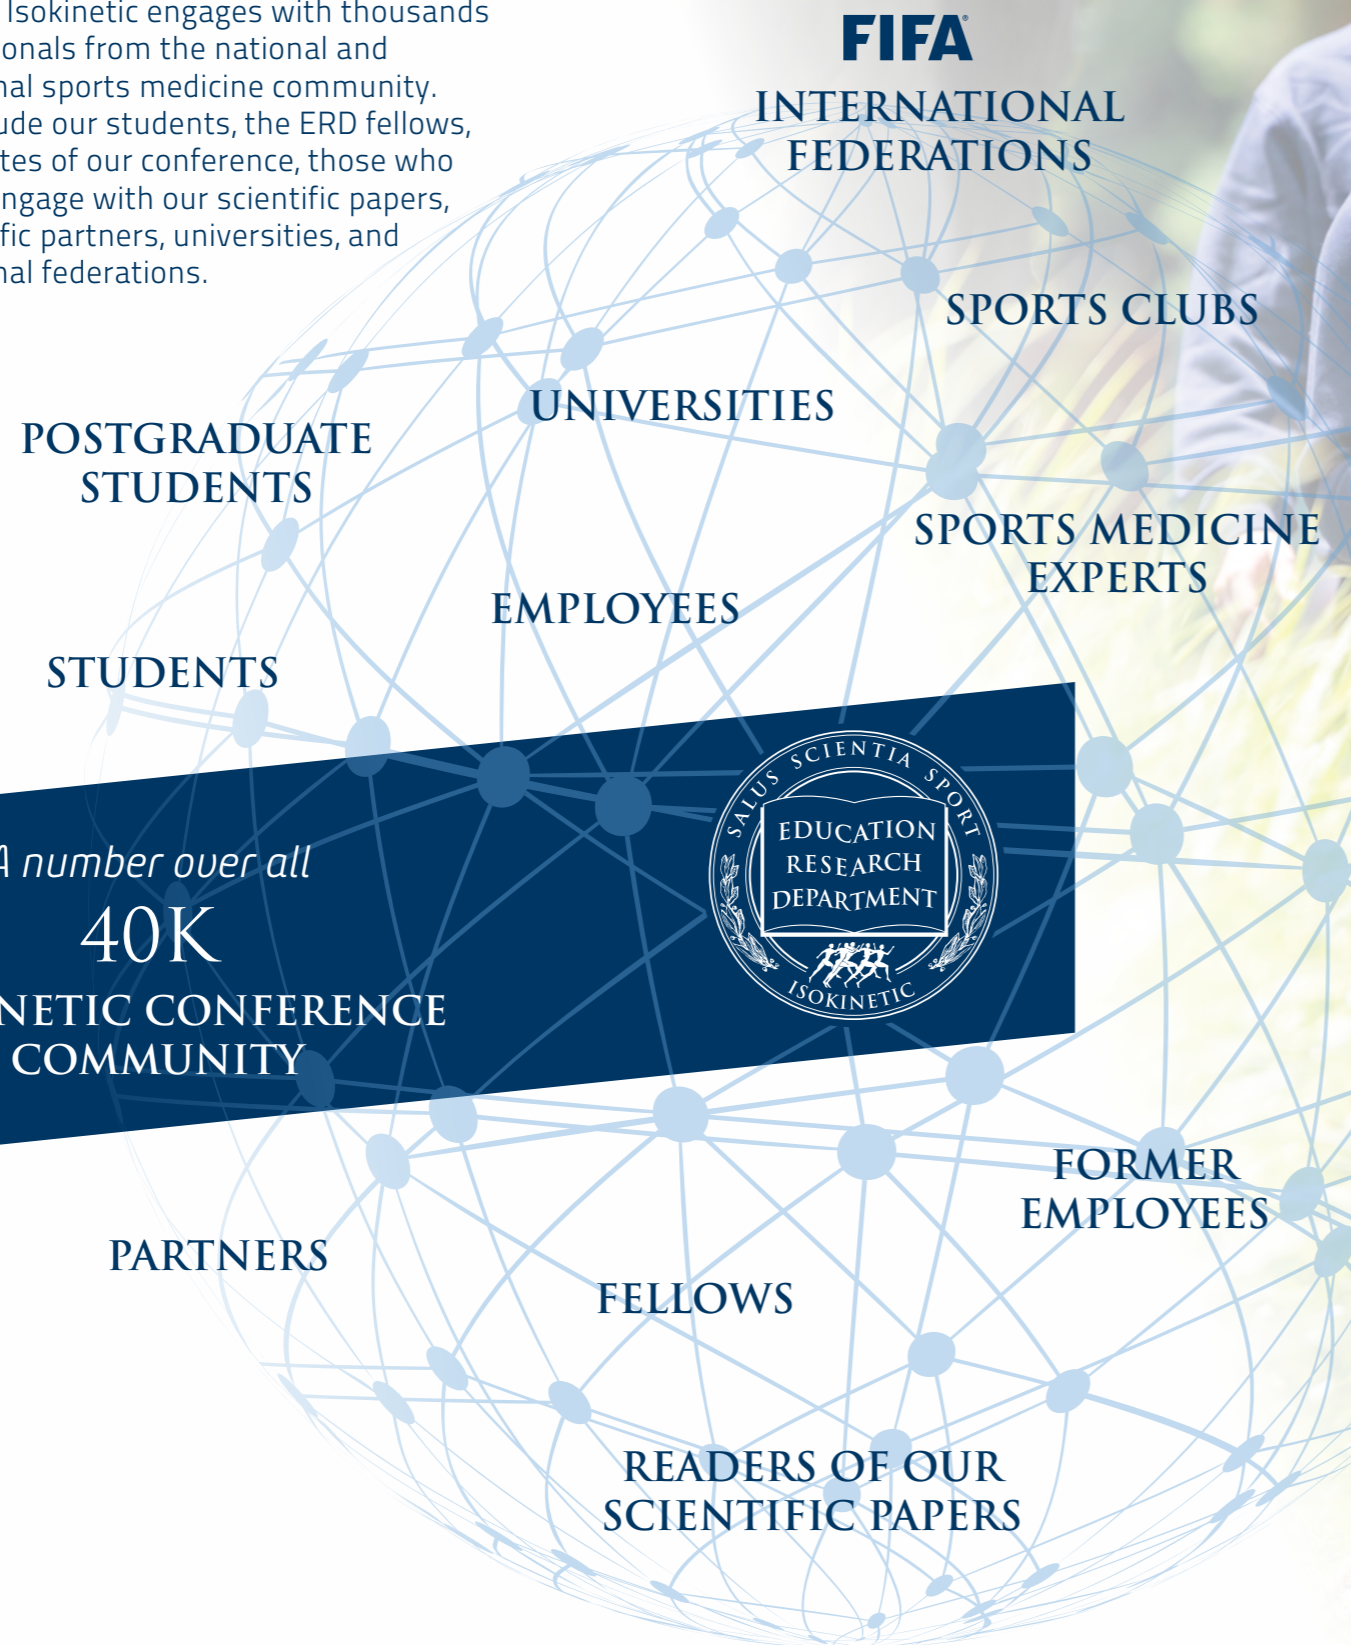 Isokinetic engages with thousands
onals from the national and
nal sports medicine community.
ude our students, the ERD fellows,
tes of our conference, those who
ngage with our scientific papers,
fic partners, universities, and
nal federations.
FIFA®
INTERNATIONAL
FEDERATIONS
SPORTS CLUBS
UNIVERSITIES
POSTGRADUATE
STUDENTS
SPORTS MEDICINE
EXPERTS
EMPLOYEES
STUDENTS
SALUS SCIENTIA SPORT
EDUCATION
RESEARCH
DEPARTMENT
ISOKINETIC
A number over all
40K
NETIC CONFERENCE
COMMUNITY
FORMER
EMPLOYEES
PARTNERS
FELLOWS
READERS OF OUR
SCIENTIFIC PAPERS